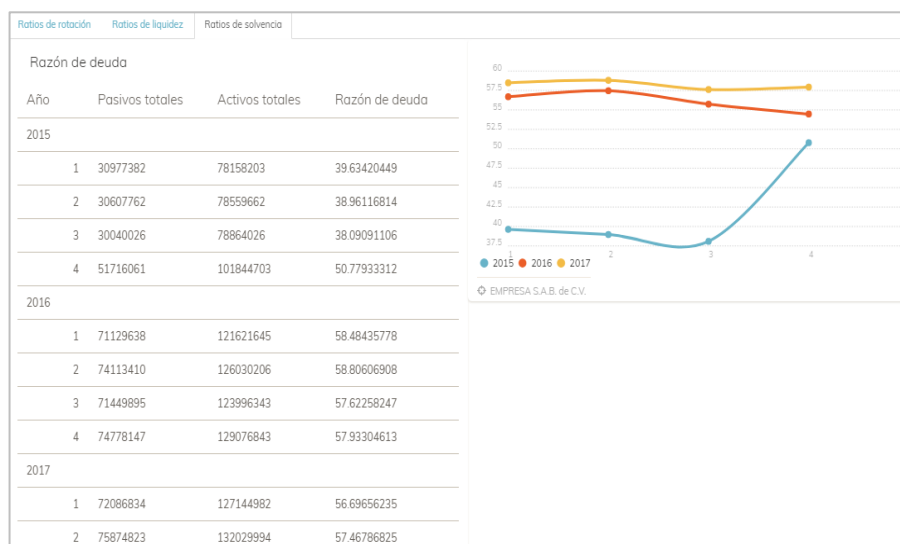 Ratios de rotación Ratios de liquidez Ratios de solvencia
Razón de deuda
Año Pasivos totales Activos totales Razón de deuda
2015
1 30977382 78158203 39.63420449
2 30607762 78559662 38.96116814
3 30040026 78864026 38.09091106
4 51716061 101844703 50.77933312
2016
1 71129638 121621645 58.48435778
2 74113410 126030206 58.80606908
3 71449895 123996343 57.62258247
4 74778147 129076843 57.93304613
2017
1 72086834 127144982 56.69656235
2 75874823 132029994 57.46786825
60
57.5
55
52.5
50
47.5
45
42.5
40
37.5
1 2 3 4
2015 2016 2017
EMPRESA S.A.B. de C.V.